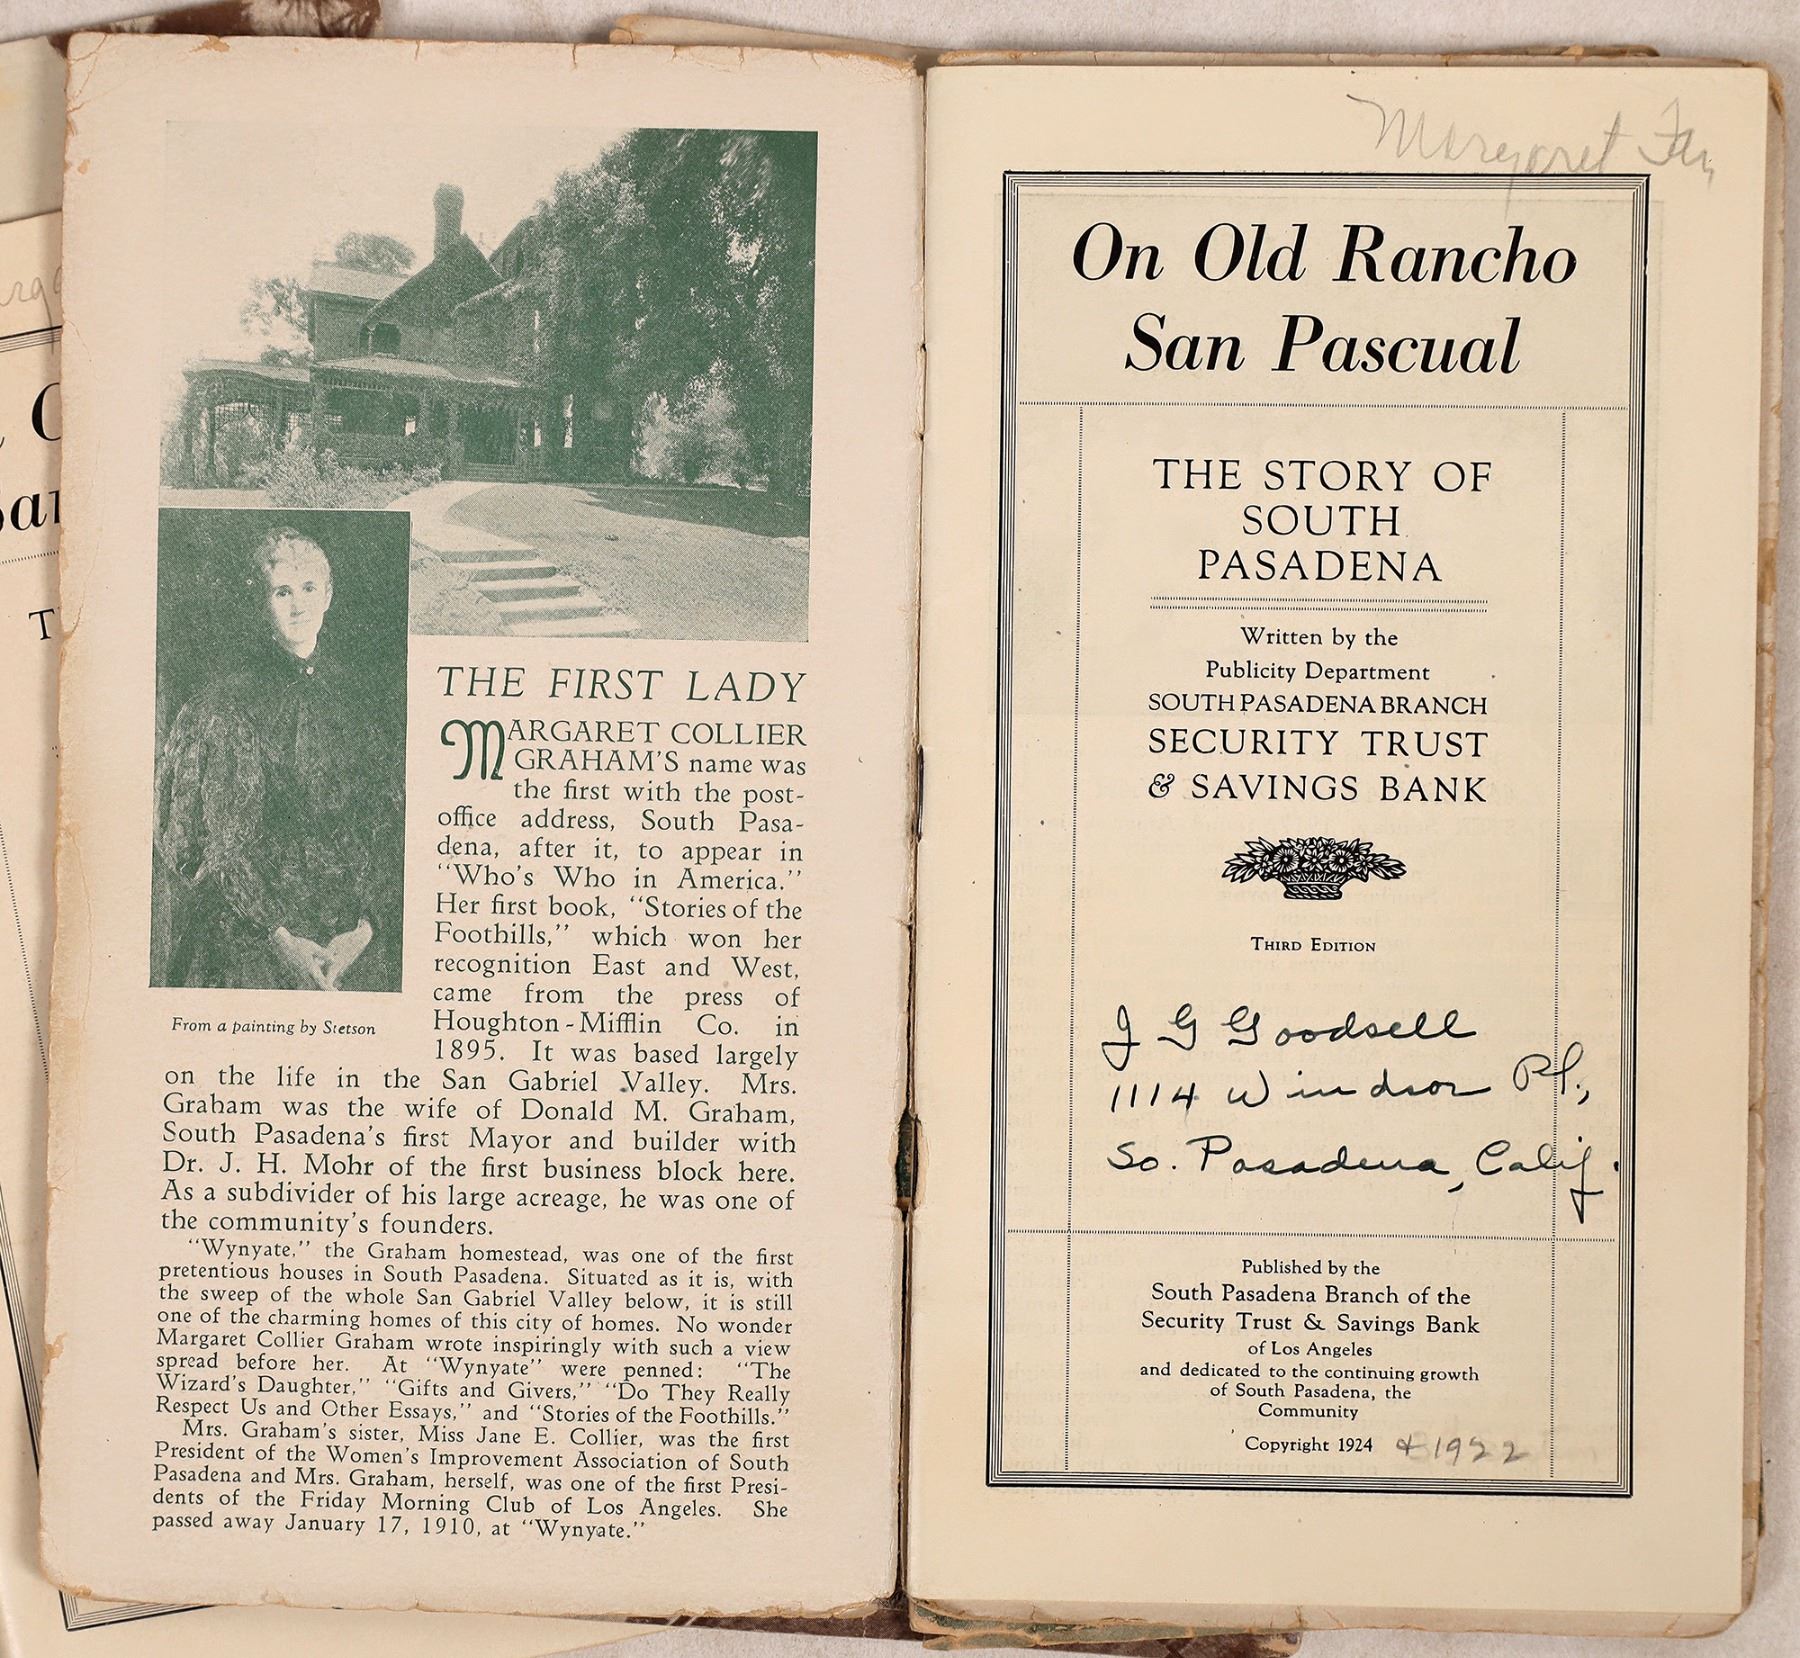 THE FIRST LADY
MARGARET COLLIER
GRAHAM'S name was
the first with the post-
office address, South Pasa-
dena, after it, to appear in
"Who's Who in America."
Her first book, "Stories of the
Foothills," which won her
recognition East and West,
came from the press of
Houghton-Mifflin Co. in
1895. It was based largely
From a painting by Stetson
on the life in the San Gabriel Valley. Mrs.
Graham was the wife of Donald M. Graham,
South Pasadena's first Mayor and builder with
Dr. J. H. Mohr of the first business block here.
As a subdivider of his large acreage, he was one of
the community's founders.
"Wynyate," the Graham homestead, was one of the first
pretentious houses in South Pasadena. Situated as it is, with
the sweep of the whole San Gabriel Valley below, it is still
one of the charming homes of this city of homes. No wonder
Margaret Collier Graham wrote inspiringly with such a view
spread before her. At "Wynyate" were penned: "The
Wizard's Daughter," "Gifts and Givers," "Do They Really
Respect Us and Other Essays," and "Stories of the Foothills."
Mrs. Graham's sister, Miss Jane E. Collier, was the first
President of the Women's Improvement Association of South
Pasadena and Mrs. Graham, herself, was one of the first Presi-
dents of the Friday Morning Club of Los Angeles. She
passed away January 17, 1910, at "Wynyate."
Margaret
On Old Rancho
San Pascual
THE STORY OF
SOUTH
PASADENA
Written by the
Publicity Department
SOUTH PASADENA BRANCH
SECURITY TRUST
& SAVINGS BANK
THIRD EDITION
J G Goodsell
1114 Windsor Pl.,
So. Pasadena, Calif.
Published by the
South Pasadena Branch of the
Security Trust & Savings Bank
of Los Angeles
and dedicated to the continuing growth
of South Pasadena, the
Community
Copyright 1924 & 1922